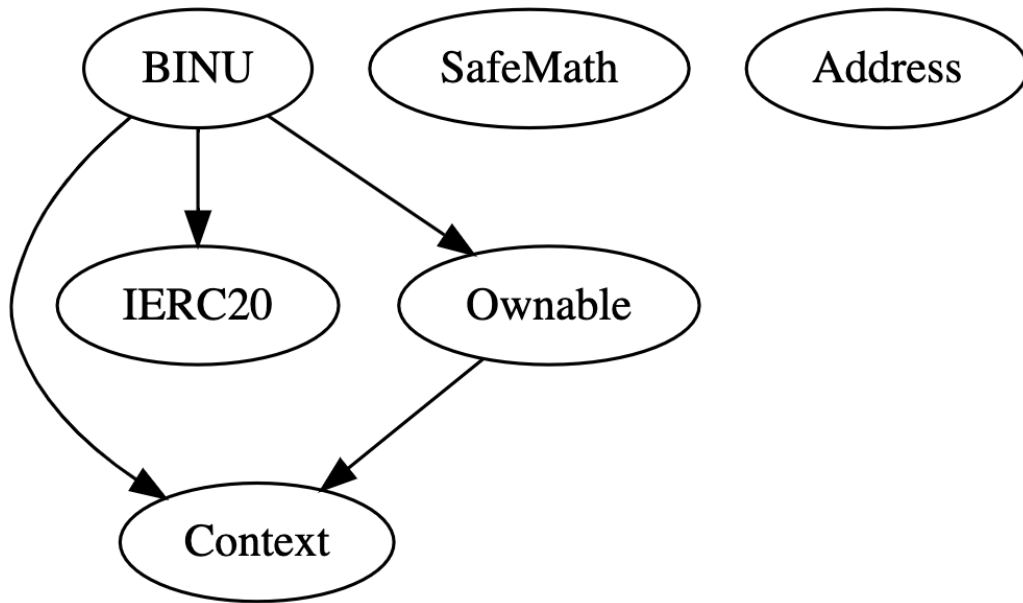 BINU
SafeMath
Address
IERC20
Ownable
Context